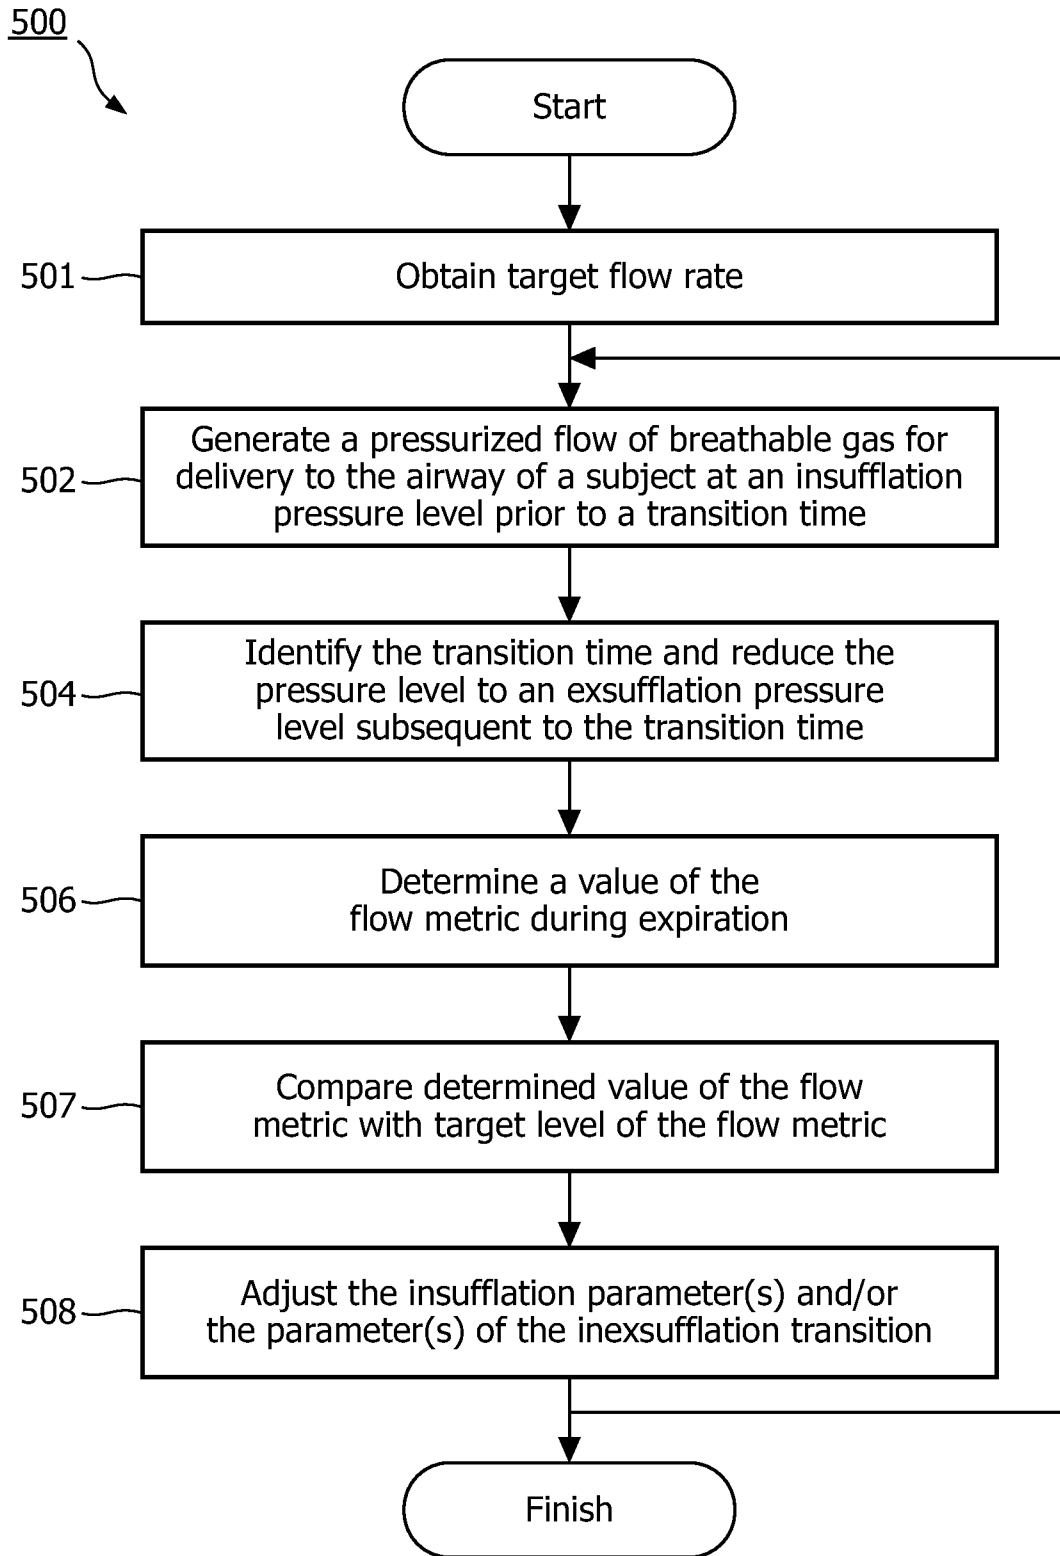 500
Start
501
Obtain target flow rate
502
Generate a pressurized flow of breathable gas for
delivery to the airway of a subject at an insufflation
pressure level prior to a transition time
504
Identify the transition time and reduce the
pressure level to an exsufflation pressure
level subsequent to the transition time
506
Determine a value of the
flow metric during expiration
507
Compare determined value of the flow
metric with target level of the flow metric
508
Adjust the insufflation parameter(s) and/or
the parameter(s) of the inexsufflation transition
Finish